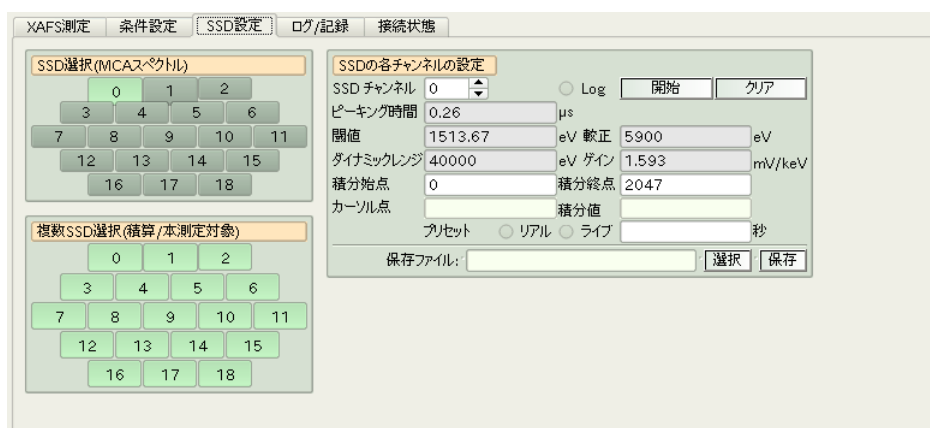 XAFS測定 条件設定 SSD設定 ログ/記録 接続状態
SSD選択(MCAスペクトル)
0 1 2
3 4 5 6
7 8 9 10 11
12 13 14 15
16 17 18
複数SSD選択(積算/本測定対象)
0 1 2
3 4 5 6
7 8 9 10 11
12 13 14 15
16 17 18
SSDの各チャンネルの設定
SSD チャンネル 0 Log 開始 クリア
ピーキング時間 0.26 μs
閾値 1513.67 eV 較正 5900 eV
ダイナミックレンジ 40000 eV ゲイン 1.593 mV/keV
積分始点 0 積分終点 2047
カーソル点 積分値
プリセット リアル ライブ 秒
保存ファイル: 選択 保存